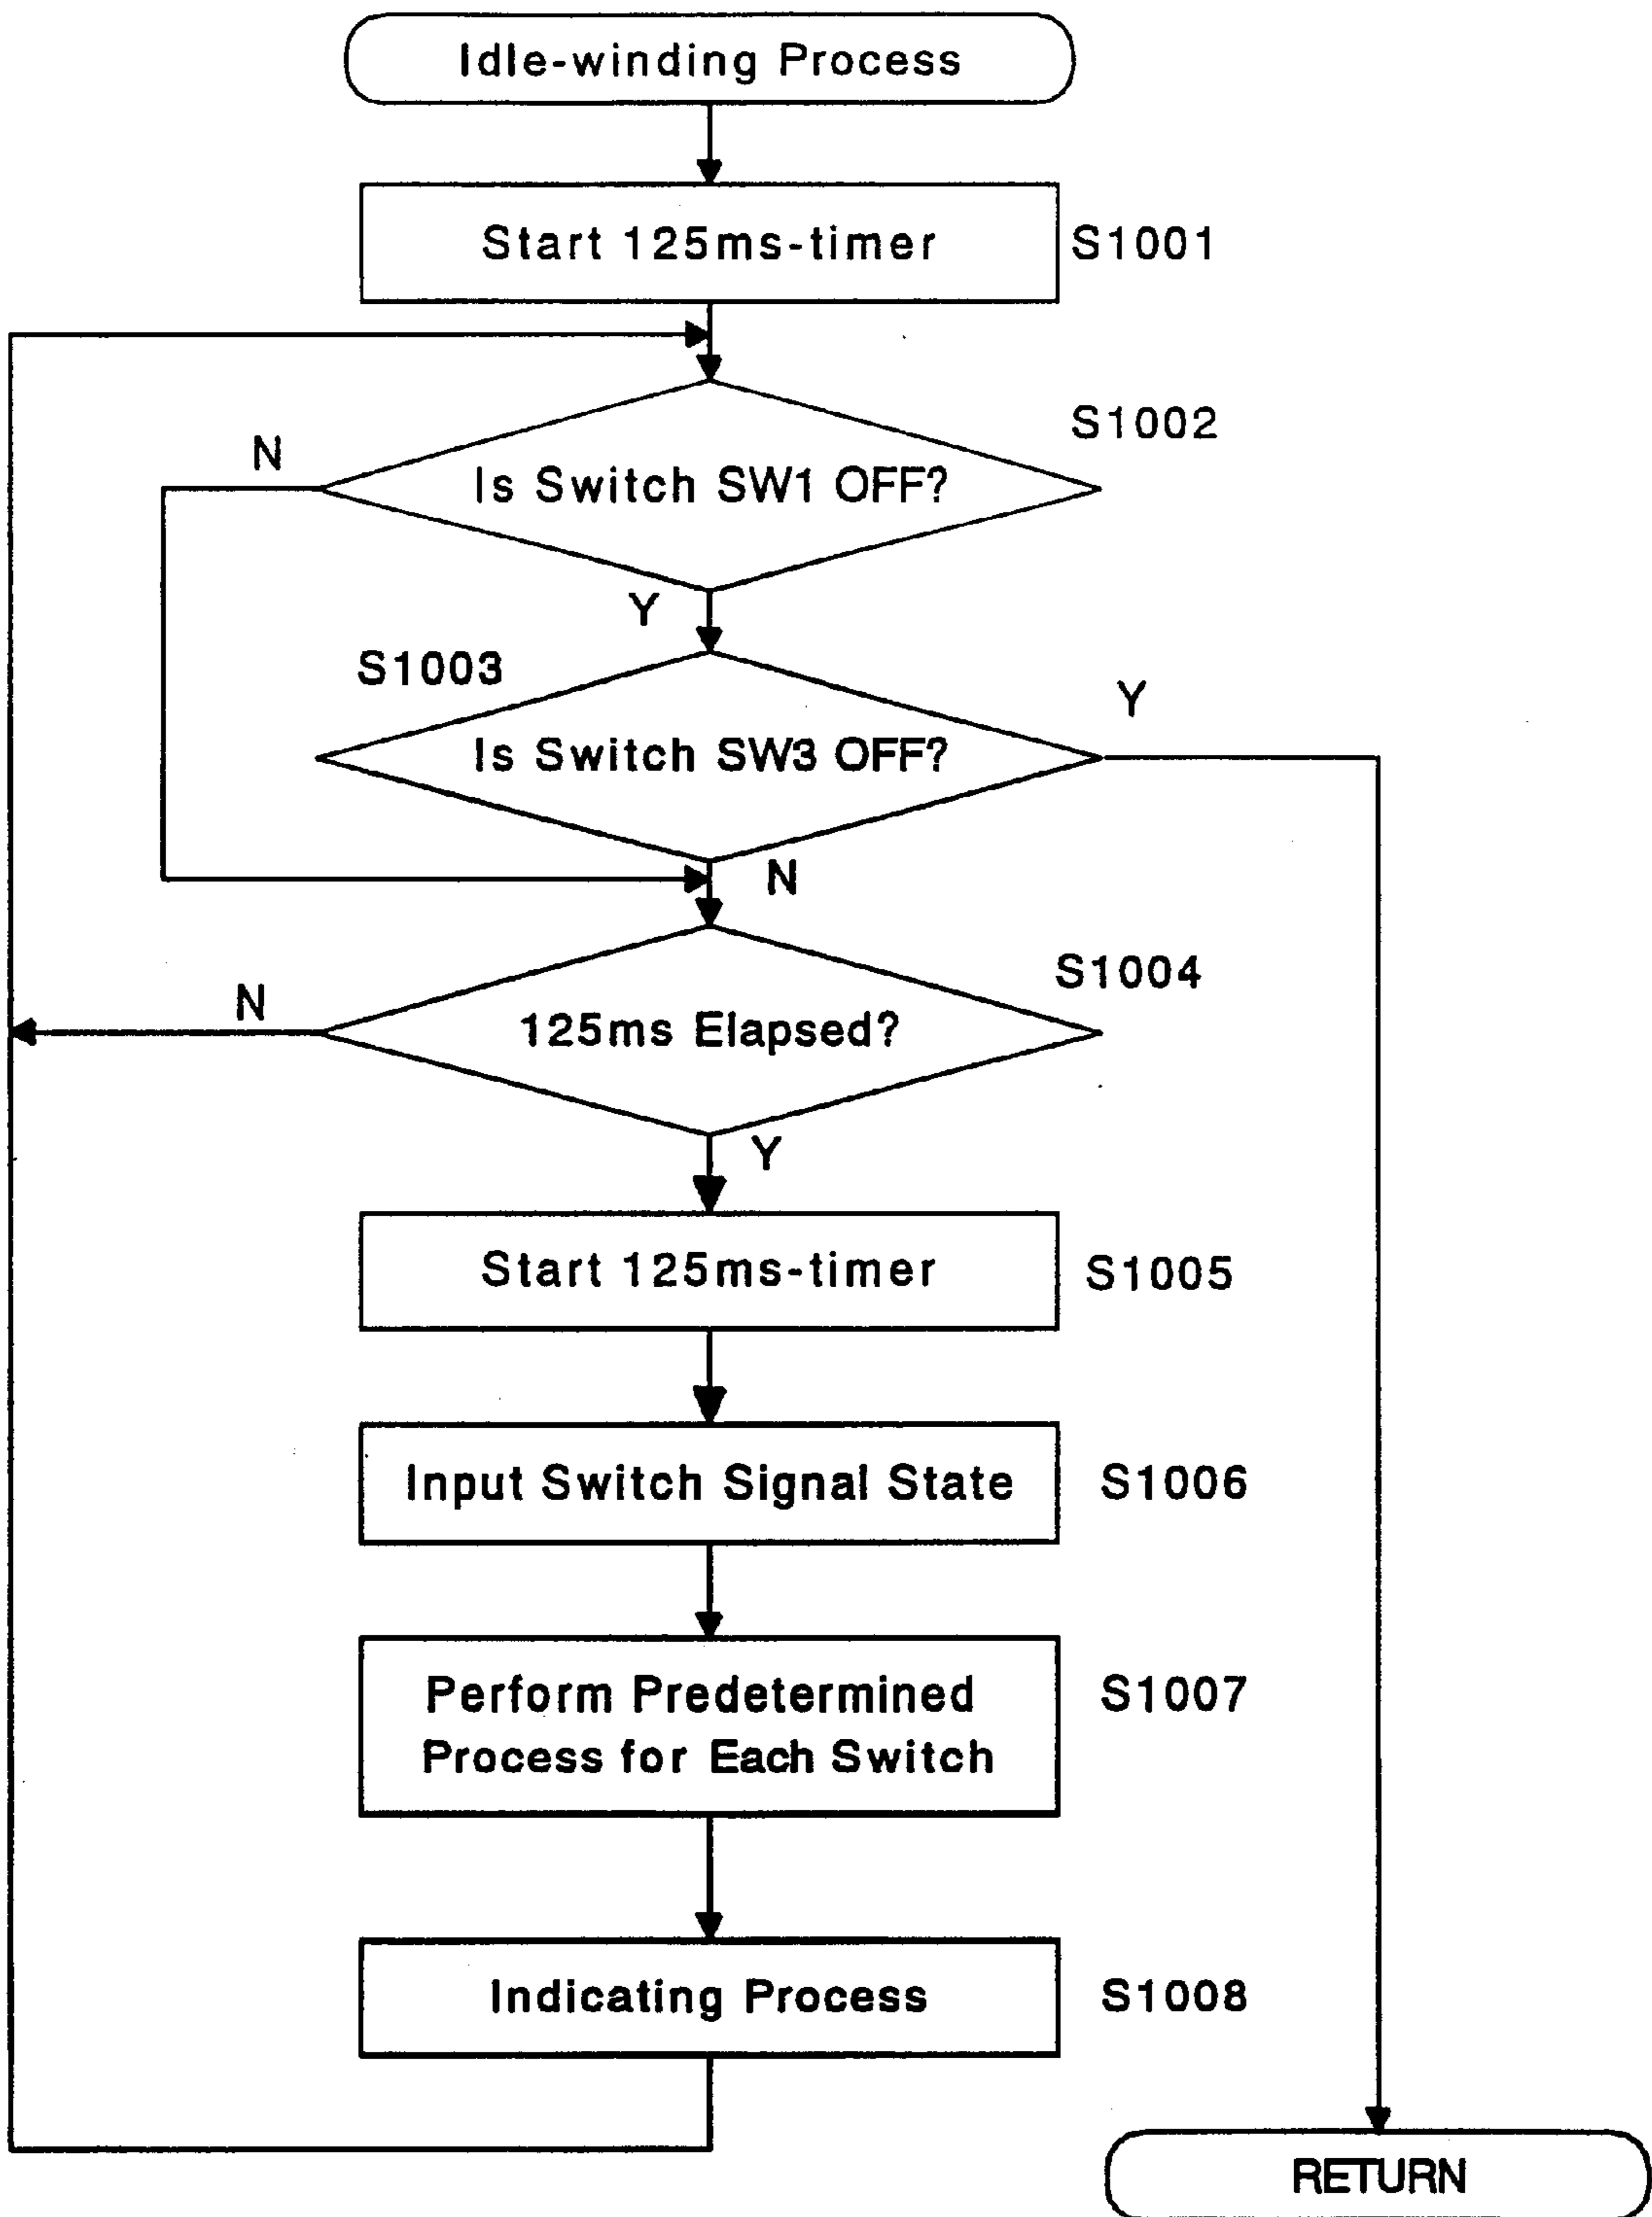 Idle-winding Process
Start 125ms-timer S1001
S1002
N
Is Switch SW1 OFF?
Y
S1003
Y
Is Switch SW3 OFF?
N
S1004
N
125ms Elapsed?
Y
Start 125ms-timer S1005
Input Switch Signal State S1006
Perform Predetermined S1007
Process for Each Switch
Indicating Process S1008
RETURN